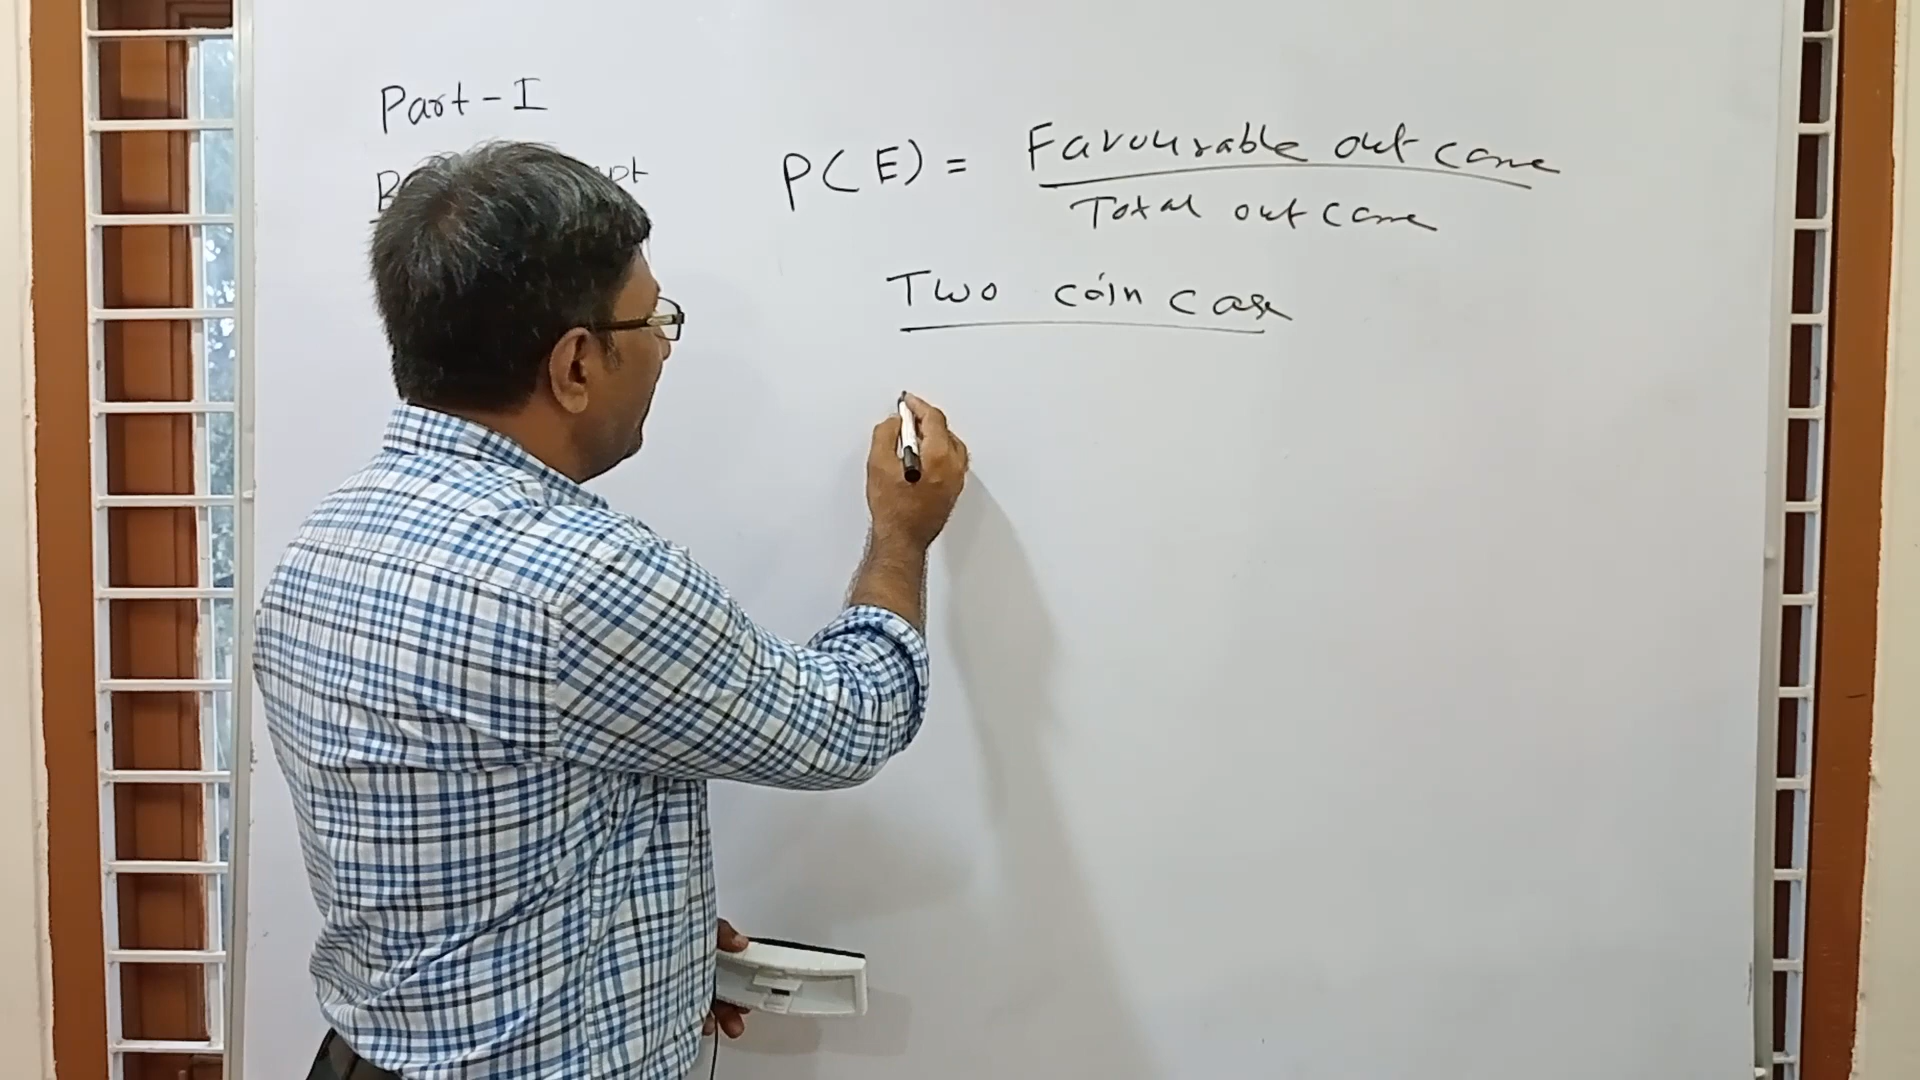 Part - I
P(E) = Favourable out come
Total out come
Two coin case